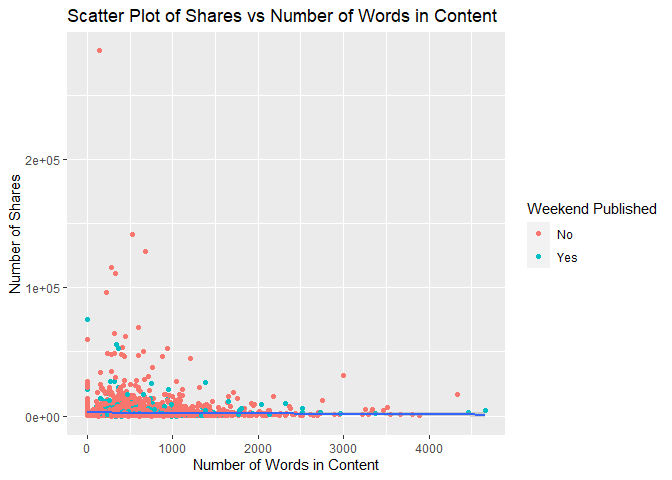 Scatter Plot of Shares vs Number of Words in Content
Number of Shares
2e+05
1e+05
0e+00
0
1000
2000
3000
4000
Number of Words in Content
Weekend Published
No
Yes